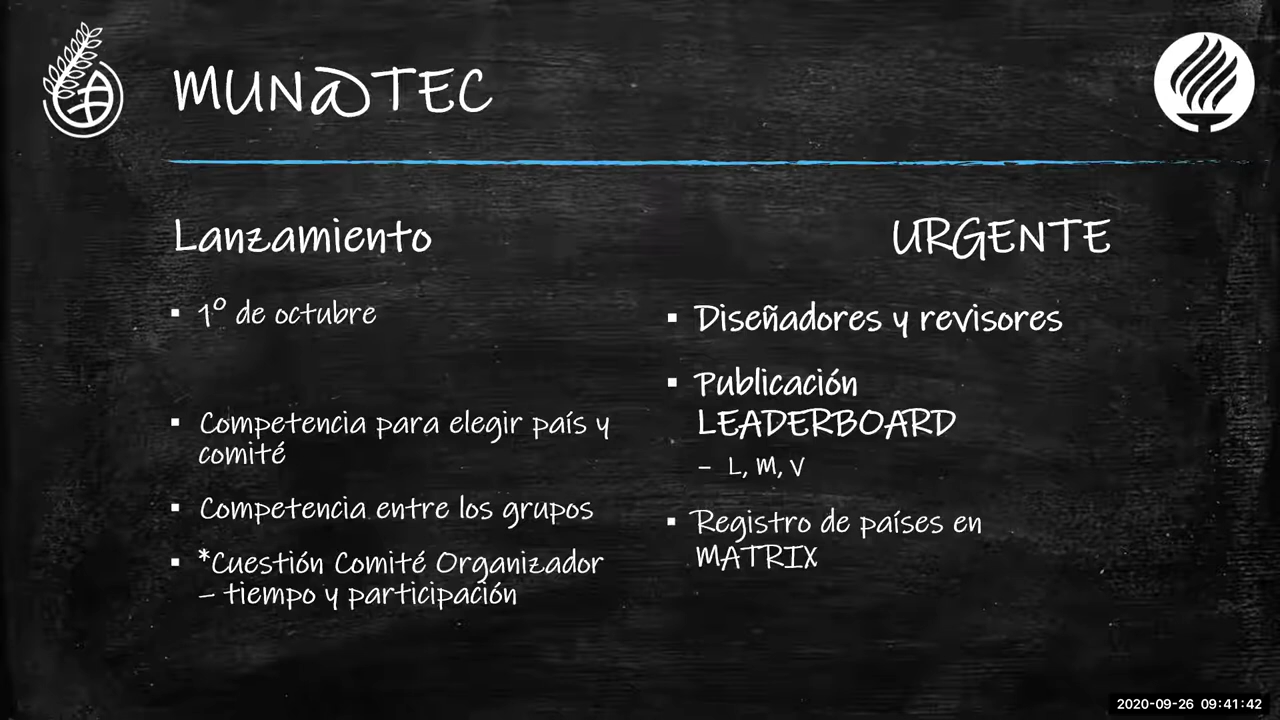 MUN@TEC
Lanzamiento
▪ 1º de octubre
▪ Competencia para elegir país y
comité
▪ Competencia entre los grupos
▪ *Cuestión Comité Organizador
– tiempo y participación
URGENTE
▪ Diseñadores y revisores
▪ Publicación
LEADERBOARD
– L, M, V
▪ Registro de países en
MATRIX
2020-09-26 09:41:42